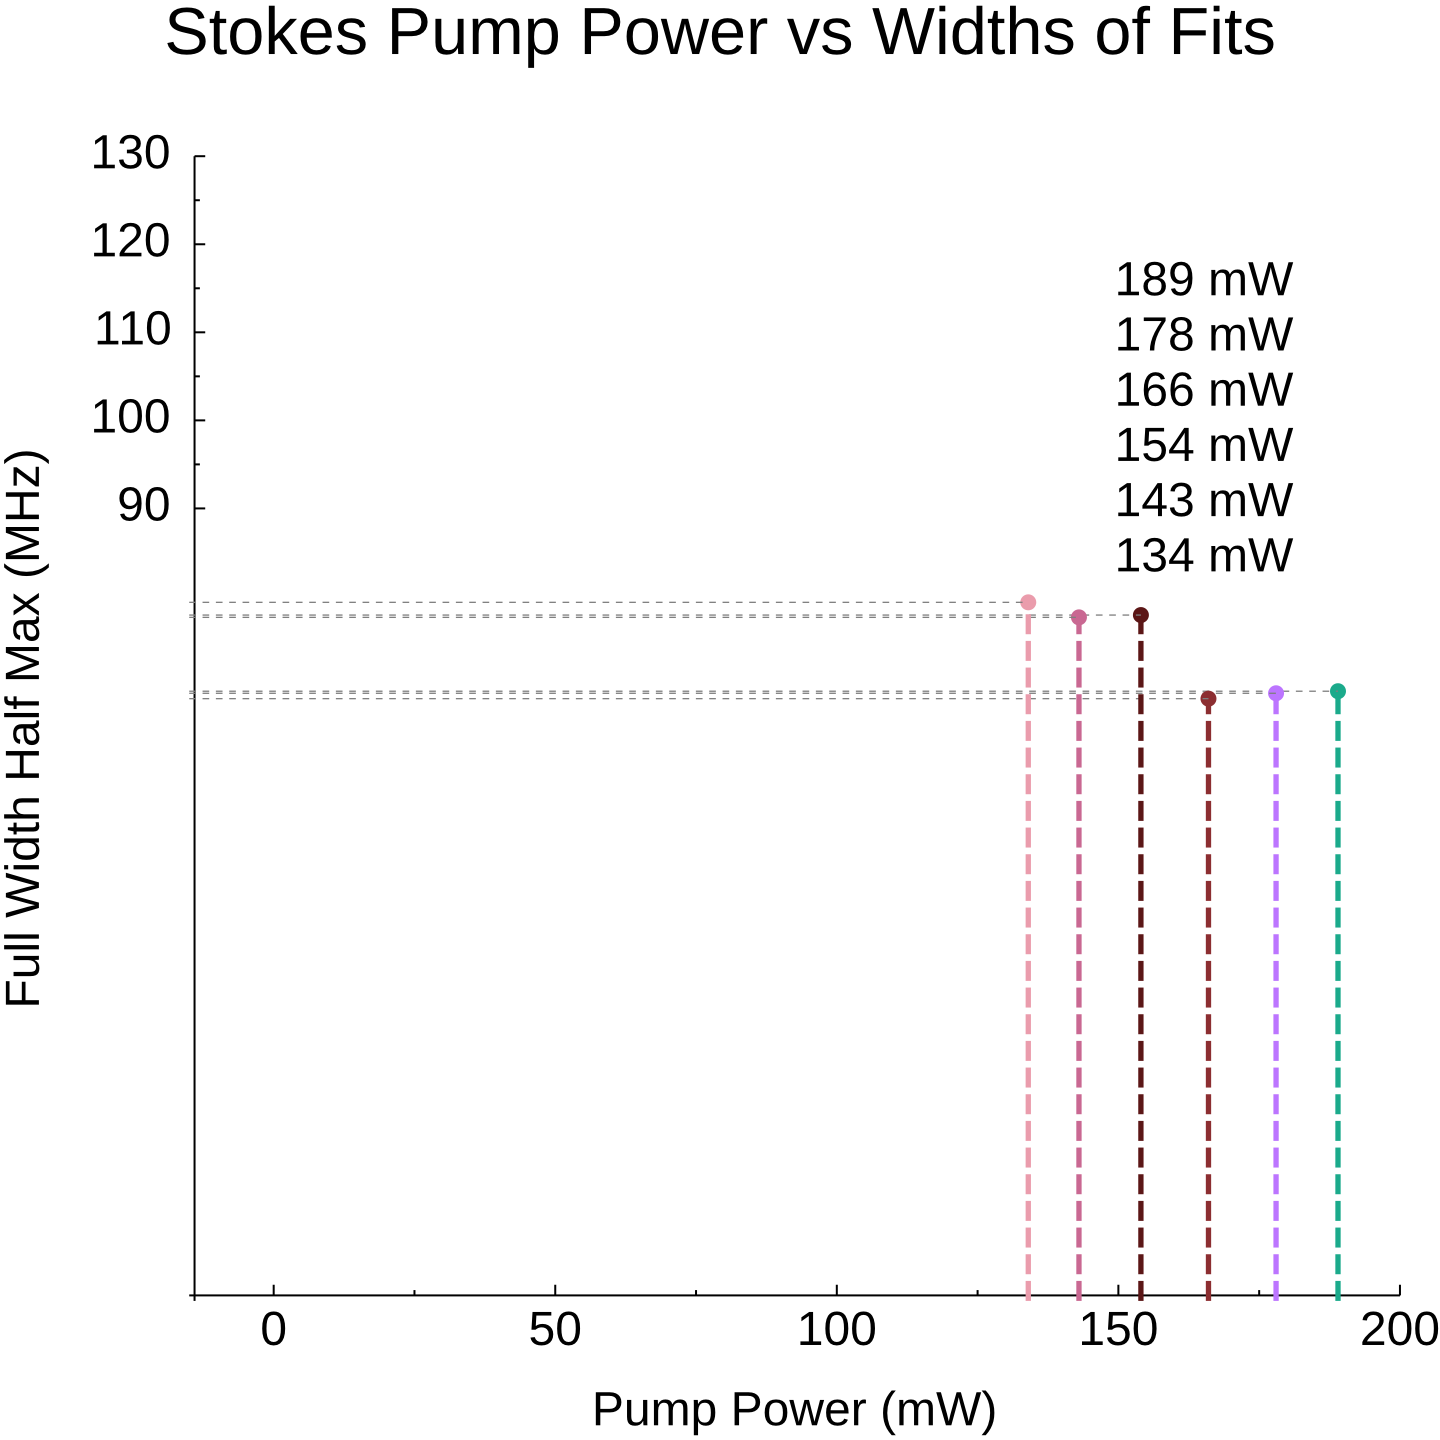 Stokes Pump Power vs Widths of Fits
130
120
110
100
90
189 mW
178 mW
166 mW
154 mW
143 mW
134 mW
Full Width Half Max (MHz)
0 50 100 150 200
Pump Power (mW)